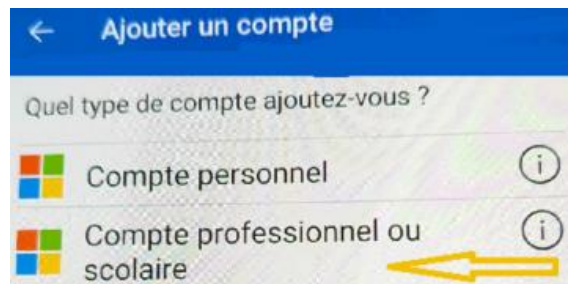 ← Ajouter un compte
Quel type de compte ajoutez-vous ?
Compte personnel
Compte professionnel ou
scolaire